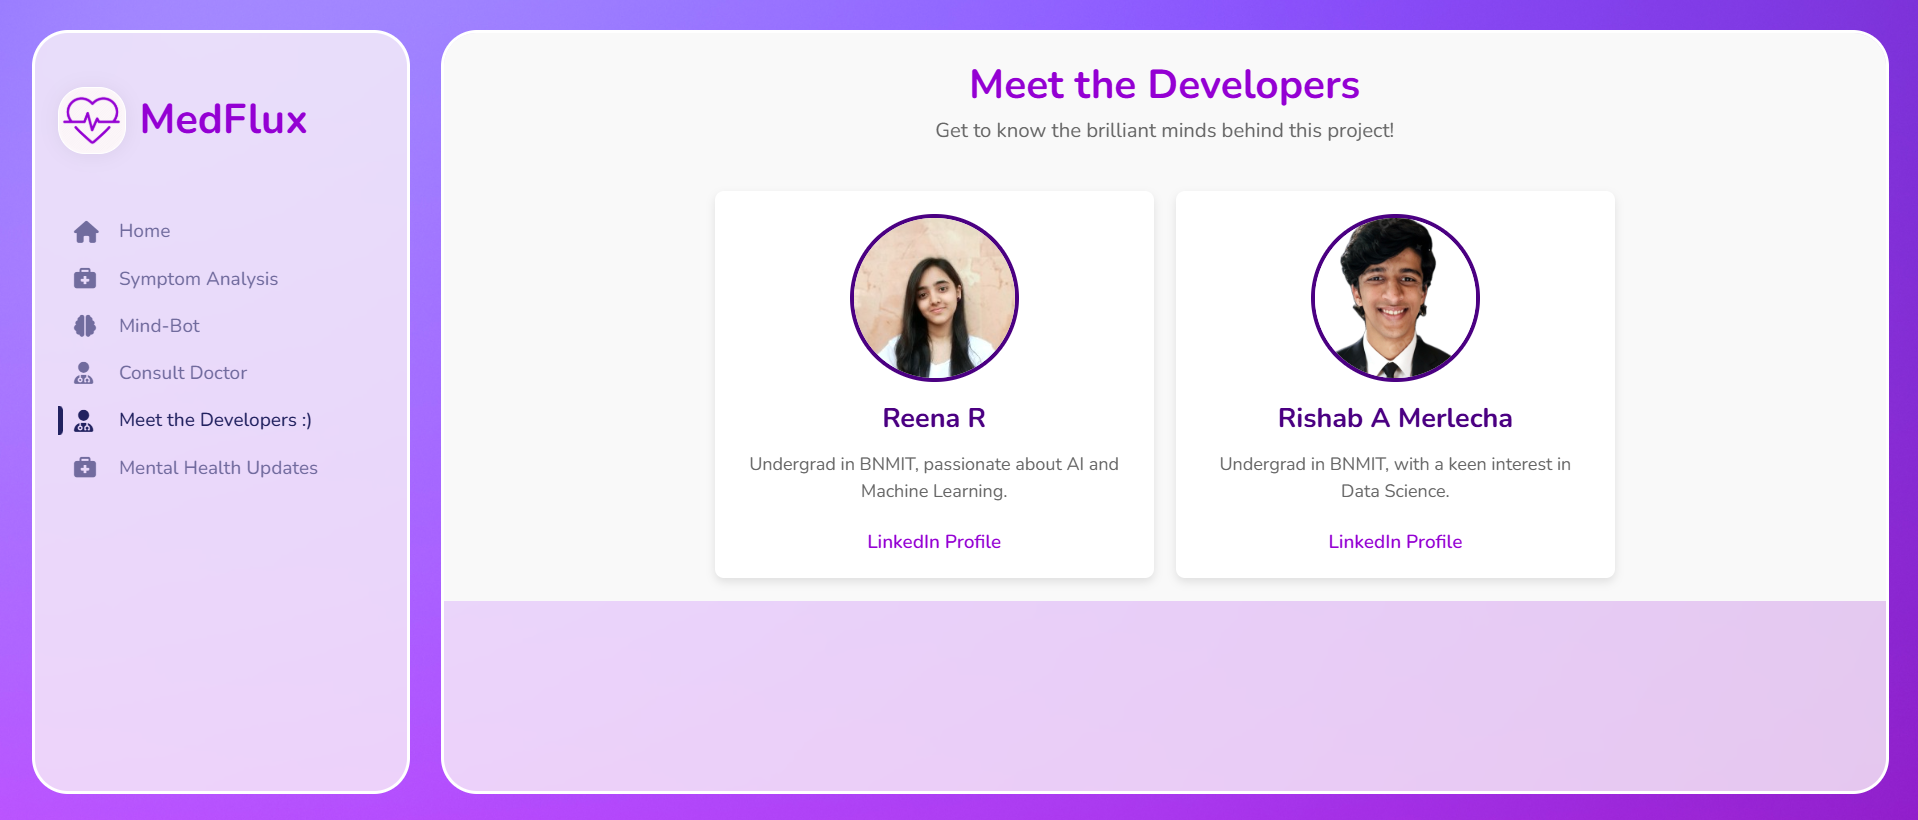 MedFlux
Home
Symptom Analysis
Mind-Bot
Consult Doctor
Meet the Developers :)
Mental Health Updates
Meet the Developers
Get to know the brilliant minds behind this project!
Reena R
Undergrad in BNMIT, passionate about AI and
Machine Learning.
LinkedIn Profile
Rishab A Merlecha
Undergrad in BNMIT, with a keen interest in
Data Science.
LinkedIn Profile